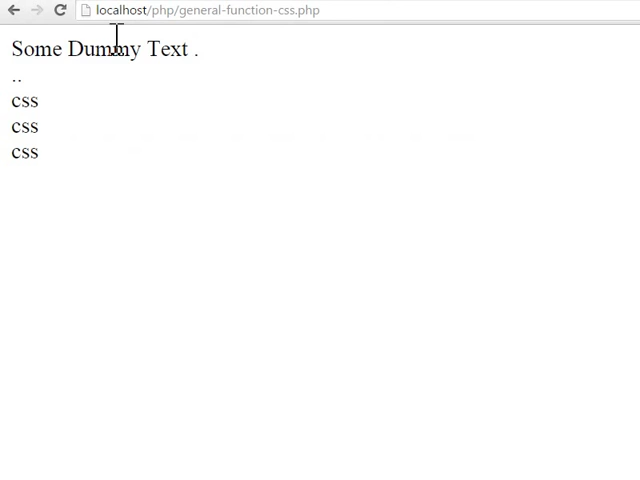 localhost/php/general-function-css.php
Some Dummy Text .
..
css
css
css